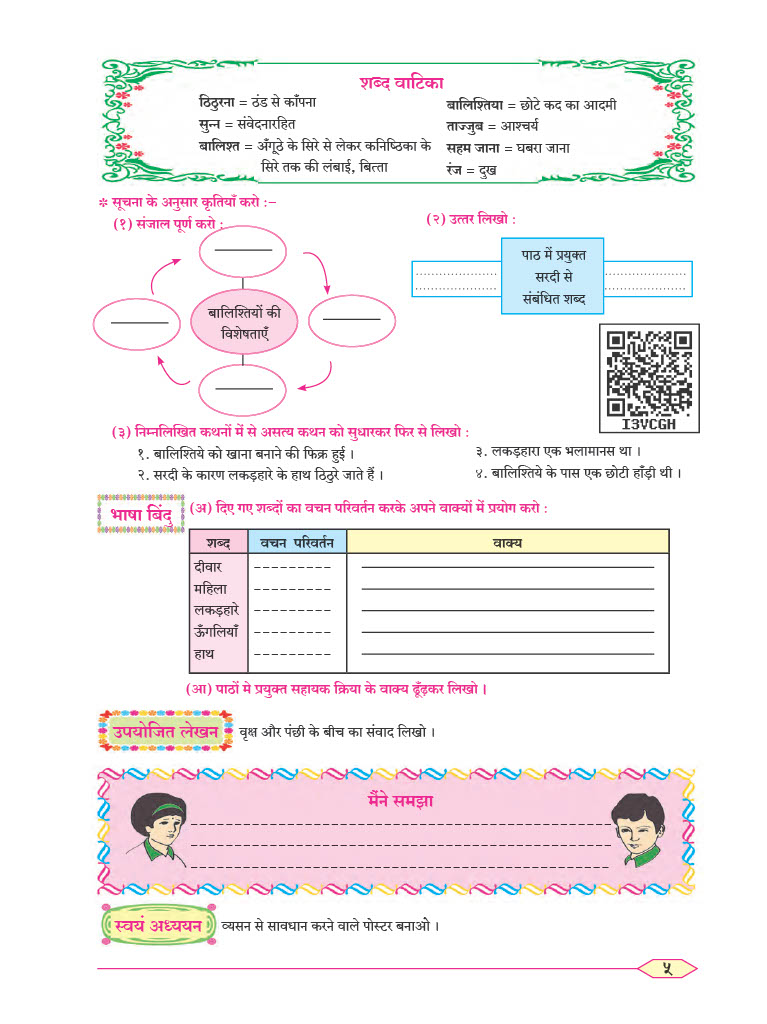 शब्द वाटिका
ठिठुरना = ठंड से काँपना
सुन्न = संवेदनारहित
बालिश्त = अँगूठे के सिरे से लेकर कनिष्ठिका के
सिरे तक की लंबाई, बित्ता
बालिश्तिया = छोटे कद का आदमी
ताज्जुब = आश्चर्य
सहम जाना = घबरा जाना
रंज = दुख
* सूचना के अनुसार कृतियाँ करो :-
(१) संजाल पूर्ण करो :
बालिश्तियों की
विशेषताएँ
(२) उत्तर लिखो :
पाठ में प्रयुक्त
सरदी से
संबंधित शब्द
I3VCGH
(३) निम्नलिखित कथनों में से असत्य कथन को सुधारकर फिर से लिखो :
१. बालिश्तिये को खाना बनाने की फिक्र हुई ।
२. सरदी के कारण लकड़हारे के हाथ ठिठुरे जाते हैं ।
३. लकड़हारा एक भलामानस था ।
४. बालिश्तिये के पास एक छोटी हाँड़ी थी ।
भाषा बिंदु
(अ) दिए गए शब्दों का वचन परिवर्तन करके अपने वाक्यों में प्रयोग करो :
शब्द वचन परिवर्तन वाक्य
दीवार
महिला
लकड़हारे
ऊँगलियाँ
हाथ
(आ) पाठों मे प्रयुक्त सहायक क्रिया के वाक्य ढूँढ़कर लिखो ।
उपयोजित लेखन
वृक्ष और पंछी के बीच का संवाद लिखो ।
मैंने समझा
स्वयं अध्ययन
व्यसन से सावधान करने वाले पोस्टर बनाओ ।
५